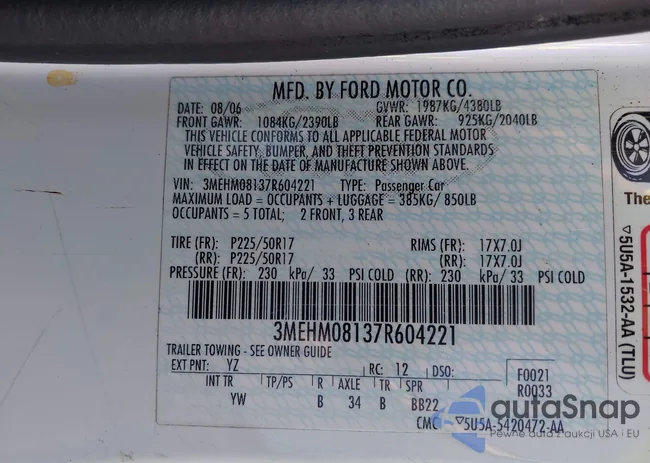 MFD. BY FORD MOTOR CO.
DATE: 08/06 GVWR: 1987KG/4380LB
FRONT GAWR: 1084KG/2390LB REAR GAWR: 925KG/2040LB
THIS VEHICLE CONFORMS TO ALL APPLICABLE FEDERAL MOTOR
VEHICLE SAFETY, BUMPER, AND THEFT PREVENTION STANDARDS
IN EFFECT ON THE DATE OF MANUFACTURE SHOWN ABOVE.
VIN: 3MEHM08137R604221 TYPE: Passenger Car
MAXIMUM LOAD = OCCUPANTS + LUGGAGE = 385KG/ 850LB
OCCUPANTS = 5 TOTAL; 2 FRONT, 3 REAR
TIRE (FR): P225/50R17 RIMS (FR): 17X7.0J
(RR): P225/50R17 (RR): 17X7.0J
PRESSURE (FR): 230 kPa/ 33 PSI COLD (RR): 230 kPa/ 33 PSI COLD
3MEHM08137R604221
TRAILER TOWING - SEE OWNER GUIDE
EXT PNT: YZ RC: 12 DSO: F0021
INT TR TP/PS R AXLE TR SPR R0033
YW B 34 B BB22
CMC 5U5A-5420472-AA
The
5U5A-1532-AA (TLU)
autoSnap
Pewne auta z aukcji USA i EU